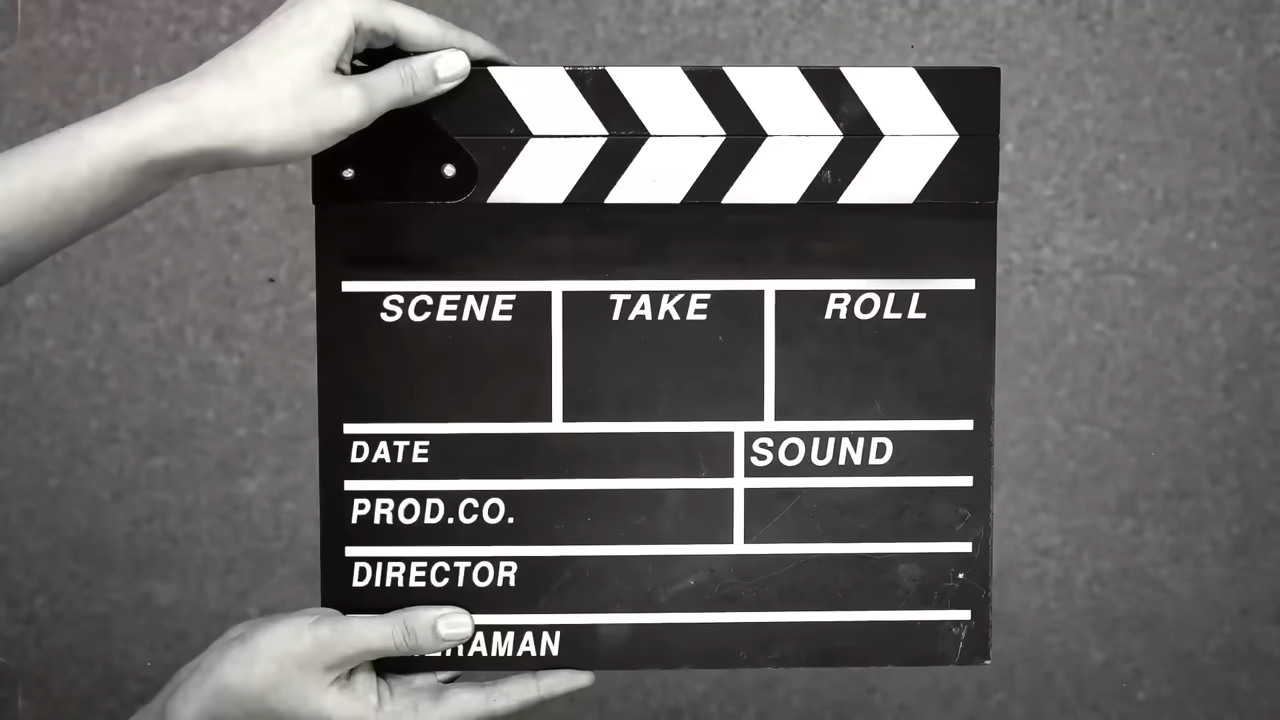 SCENE TAKE ROLL
DATE SOUND
PROD.CO.
DIRECTOR